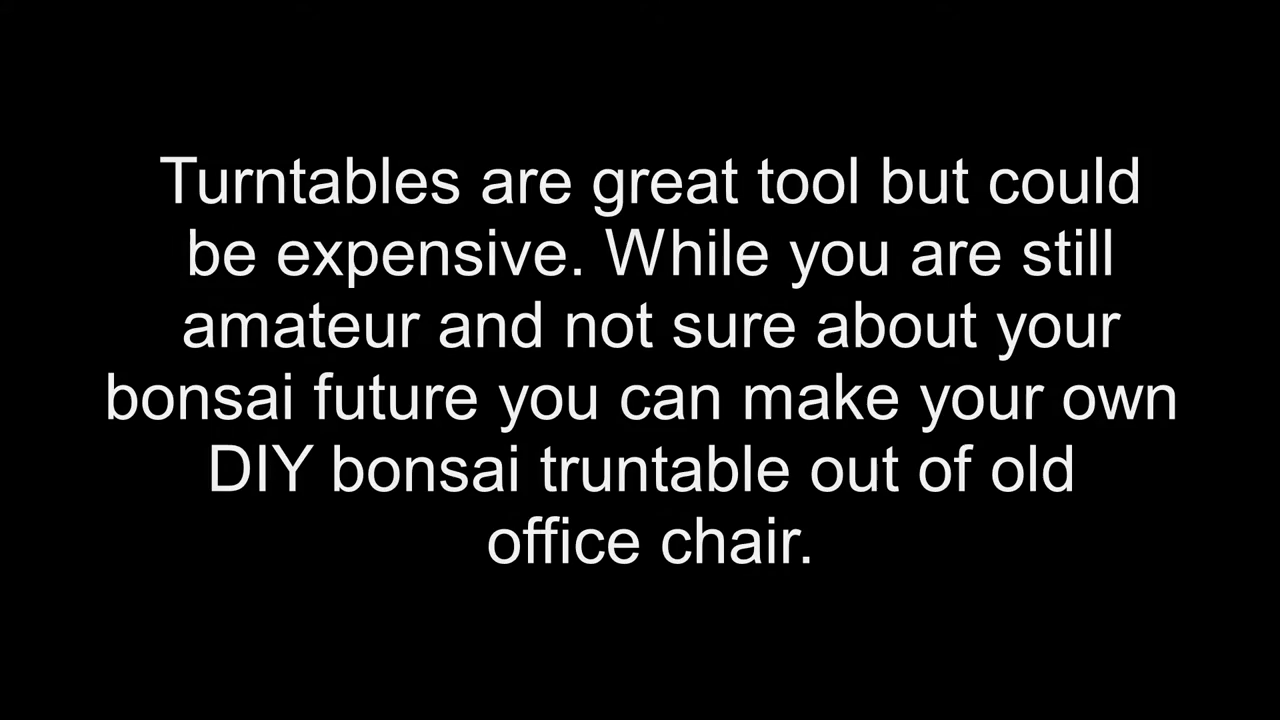 Turntables are great tool but could
be expensive. While you are still
amateur and not sure about your
bonsai future you can make your own
DIY bonsai truntable out of old
office chair.